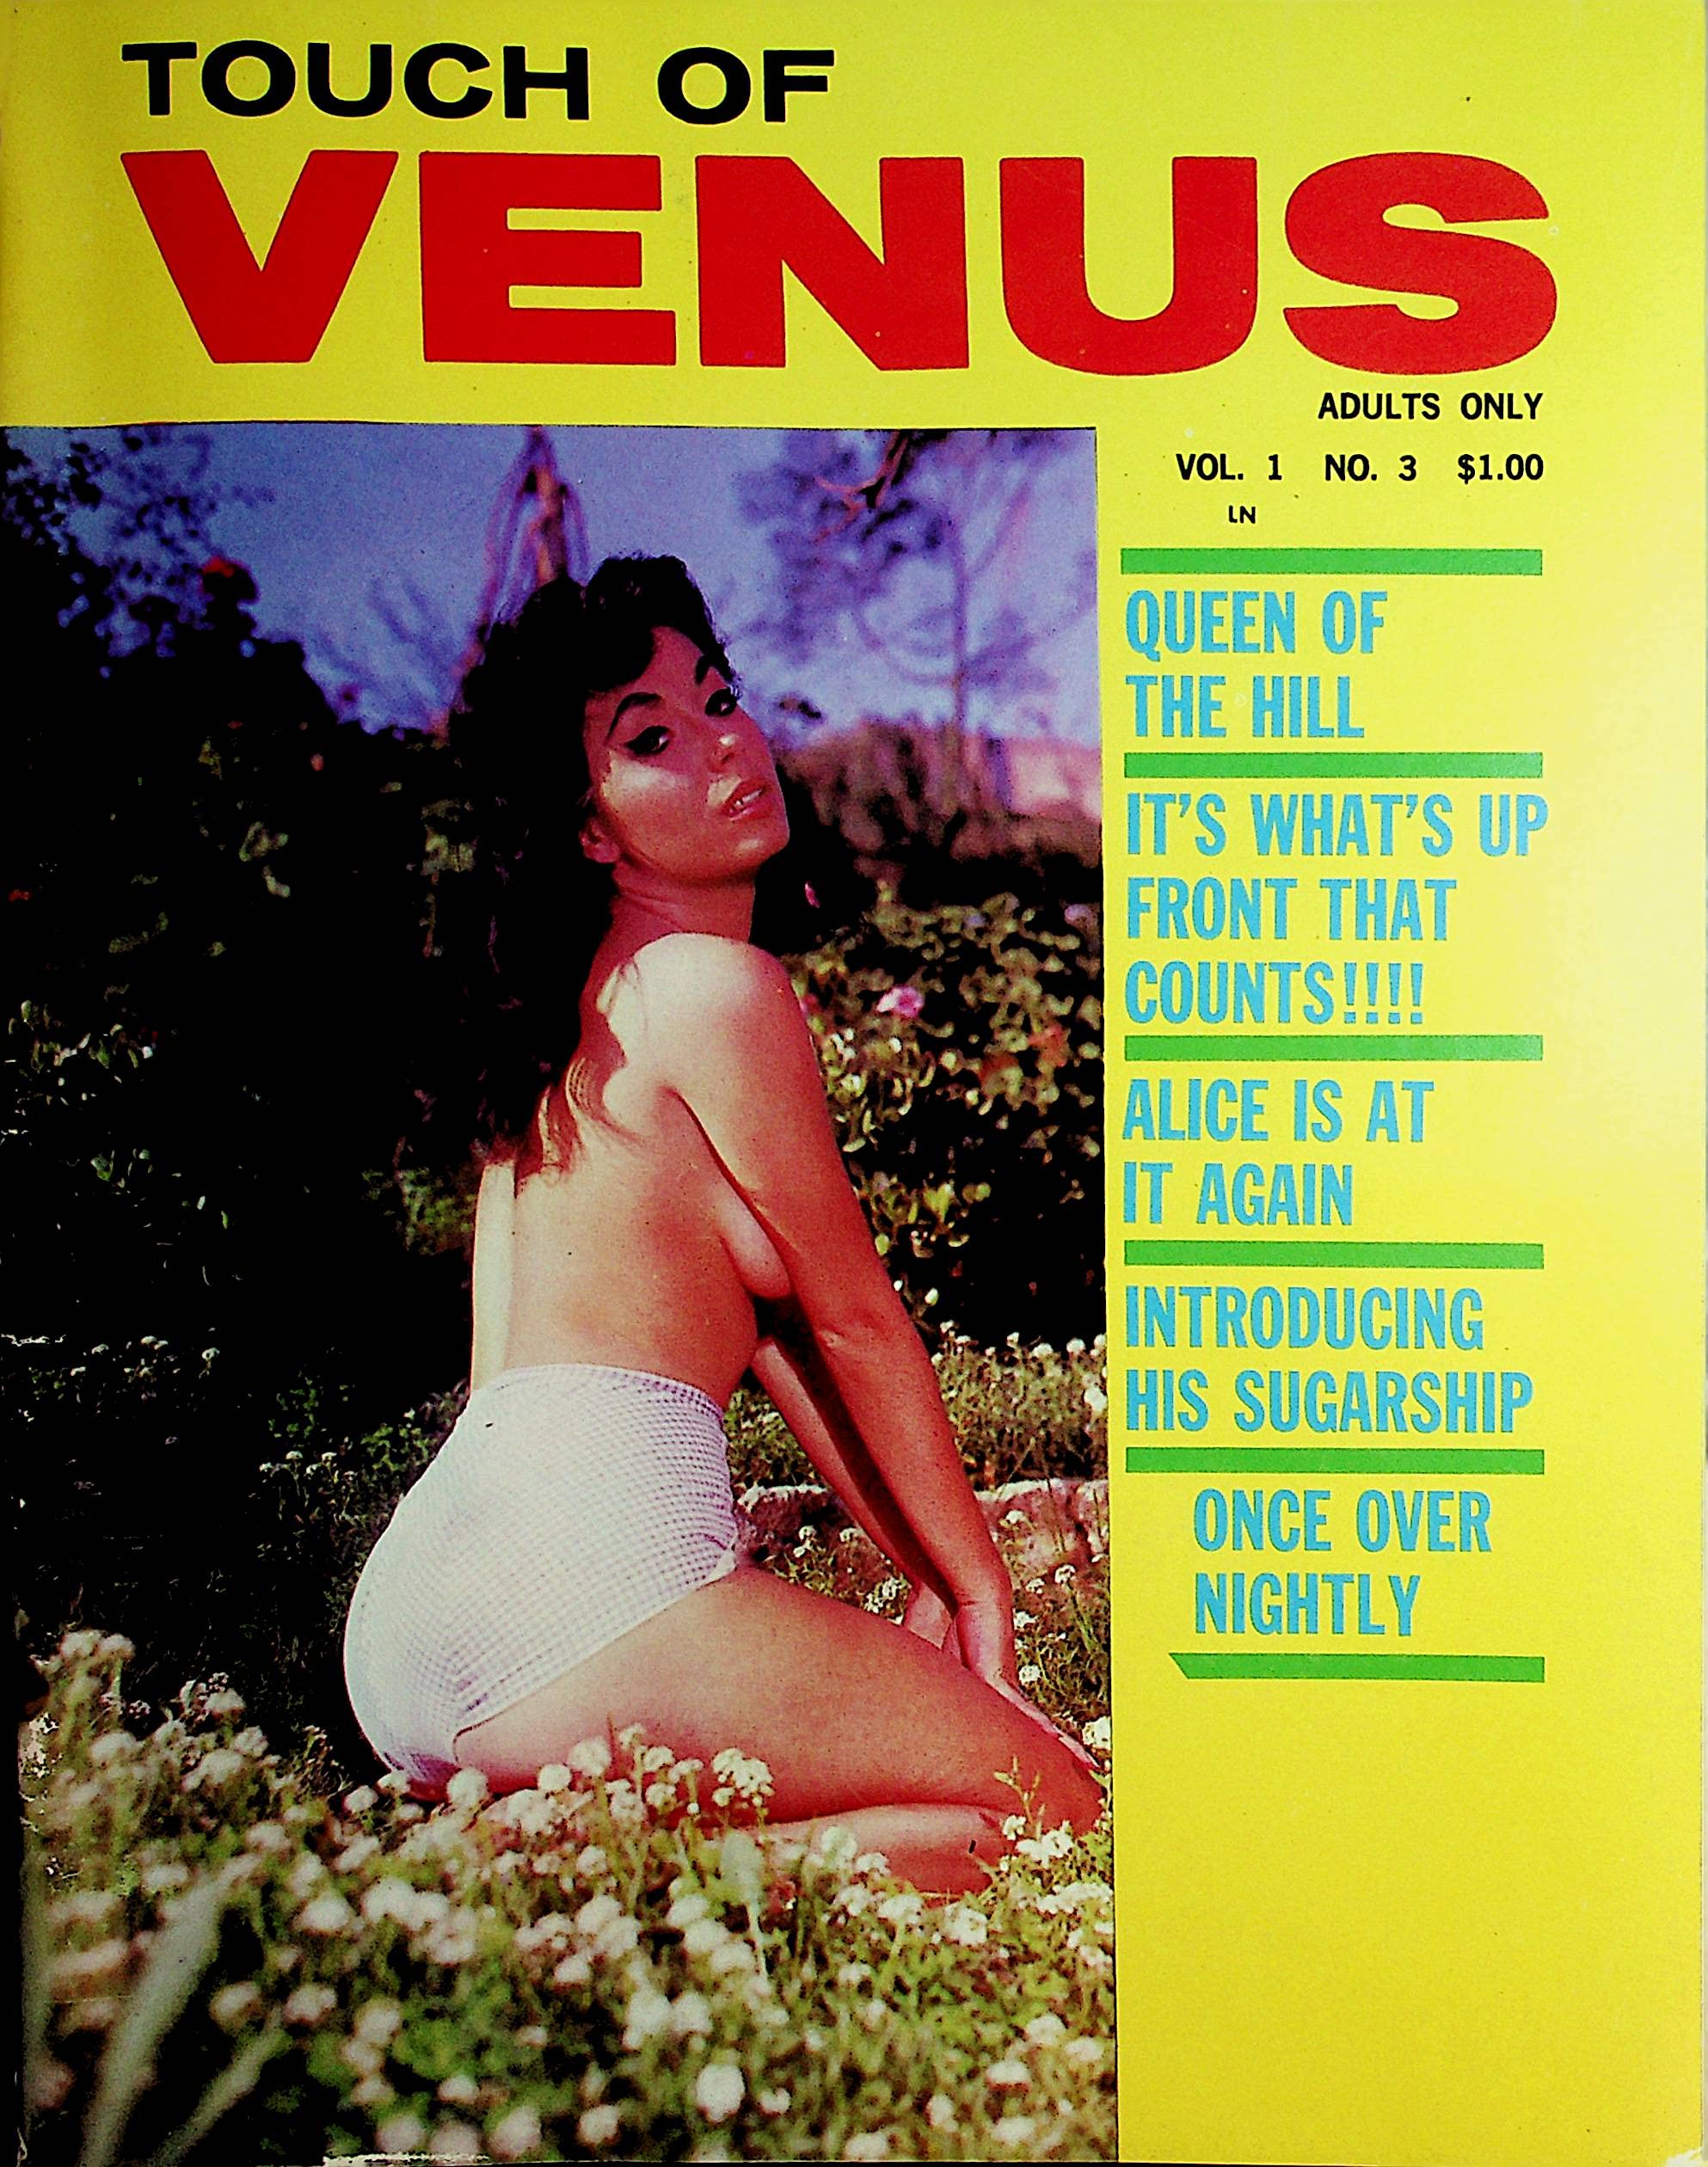 TOUCH OF
VENUS
ADULTS ONLY
VOL. 1 NO. 3 $1.00
LN
QUEEN OF
THE HILL
IT'S WHAT'S UP
FRONT THAT
COUNTS!!!!
ALICE IS AT
IT AGAIN
INTRODUCING
HIS SUGARSHIP
ONCE OVER
NIGHTLY